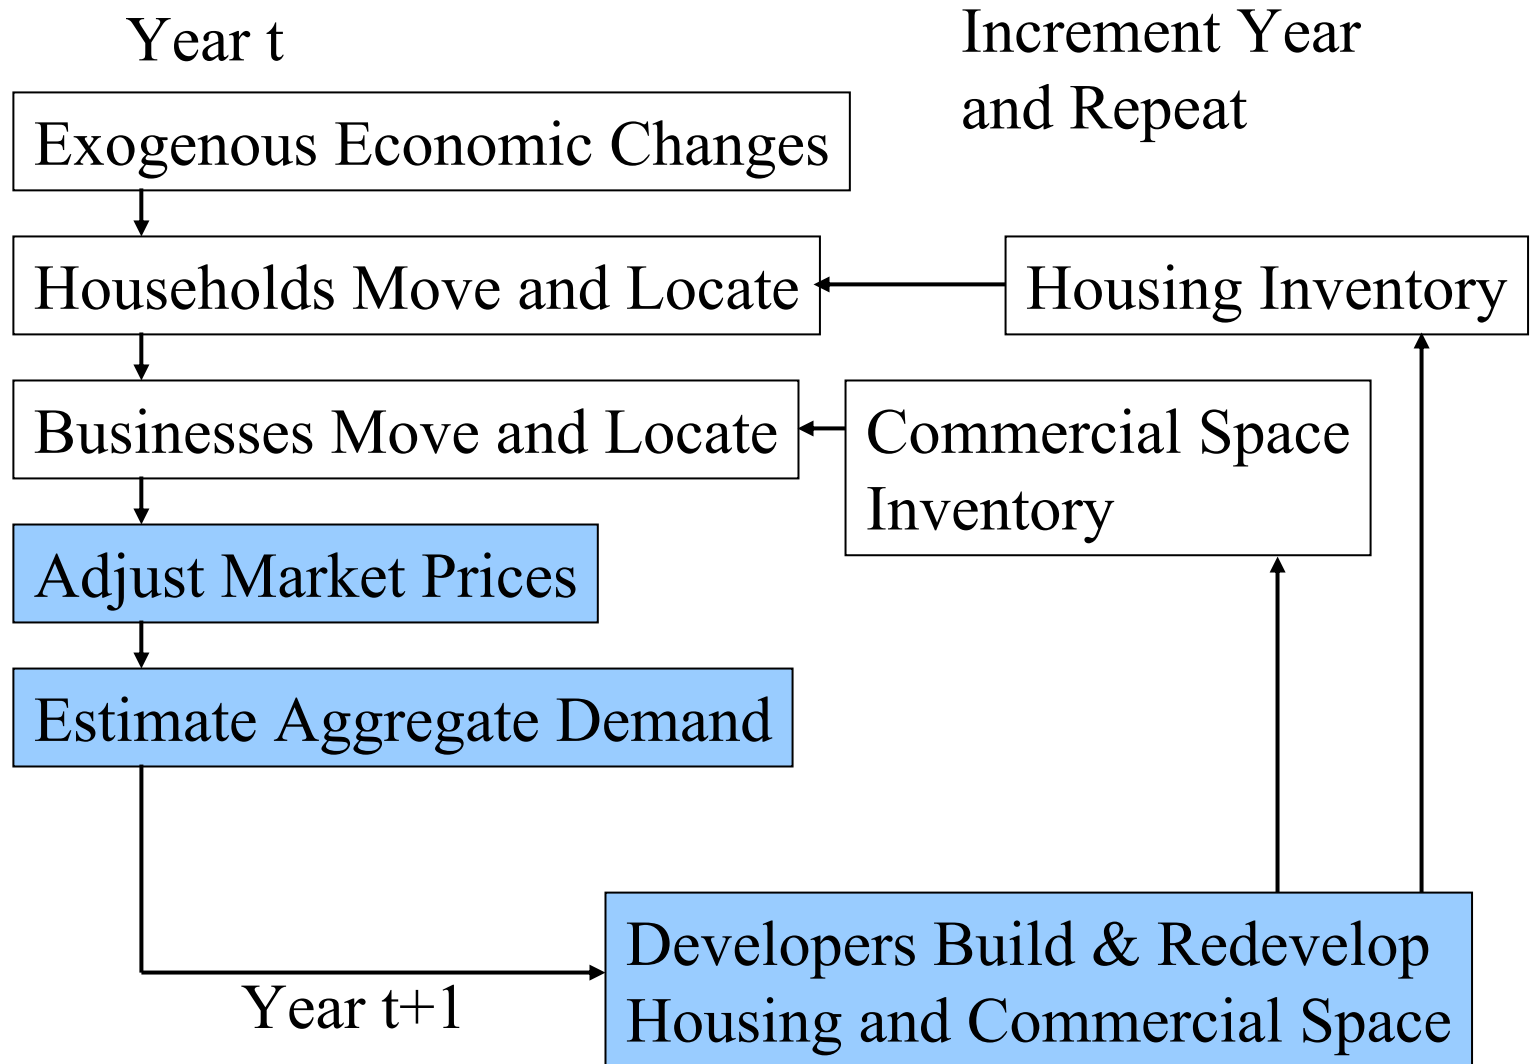 Year t
Increment Year
and Repeat
Exogenous Economic Changes
Households Move and Locate
Housing Inventory
Businesses Move and Locate
Commercial Space
Inventory
Adjust Market Prices
Estimate Aggregate Demand
Year t+1
Developers Build & Redevelop
Housing and Commercial Space